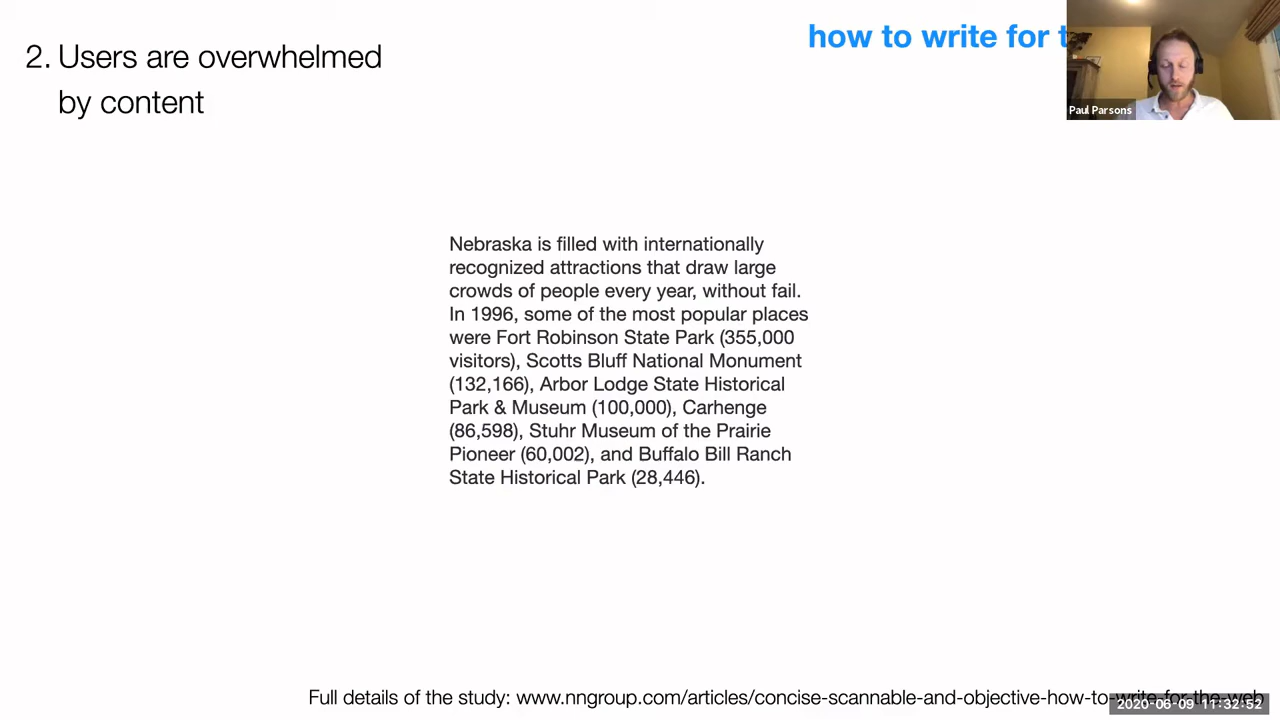 2. Users are overwhelmed
by content
how to write for t
Paul Parsons
Nebraska is filled with internationally
recognized attractions that draw large
crowds of people every year, without fail.
In 1996, some of the most popular places
were Fort Robinson State Park (355,000
visitors), Scotts Bluff National Monument
(132,166), Arbor Lodge State Historical
Park & Museum (100,000), Carhenge
(86,598), Stuhr Museum of the Prairie
Pioneer (60,002), and Buffalo Bill Ranch
State Historical Park (28,446).
Full details of the study: www.nngroup.com/articles/concise-scannable-and-objective-how-to-write-for-the-web
2020-06-09 11:32:52